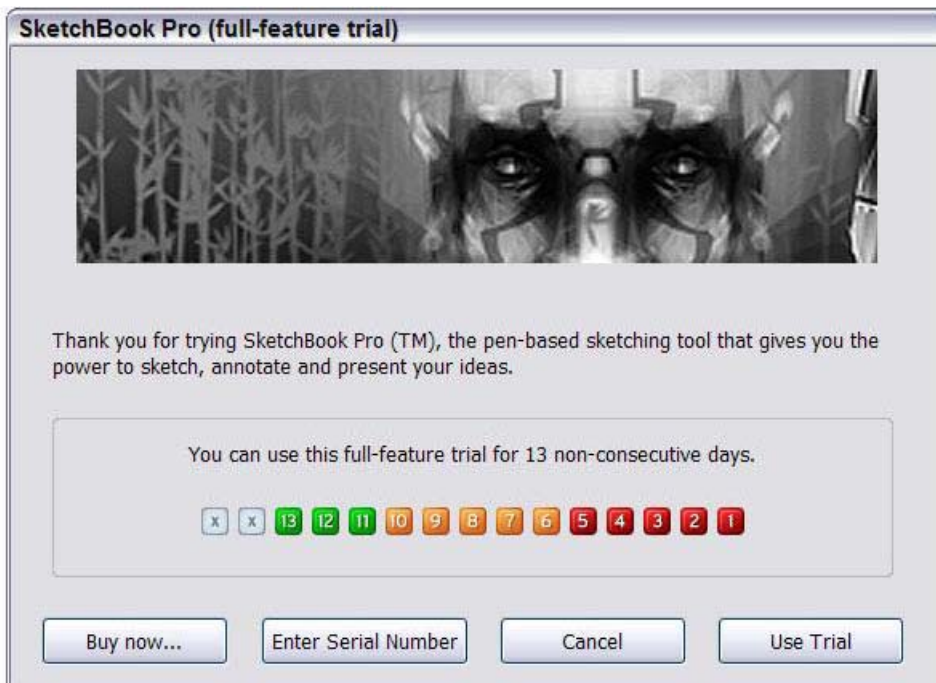 SketchBook Pro (full-feature trial)
Thank you for trying SketchBook Pro (TM), the pen-based sketching tool that gives you the
power to sketch, annotate and present your ideas.
You can use this full-feature trial for 13 non-consecutive days.
x x 13 12 11 10 9 8 7 6 5 4 3 2 1
Buy now... Enter Serial Number Cancel Use Trial